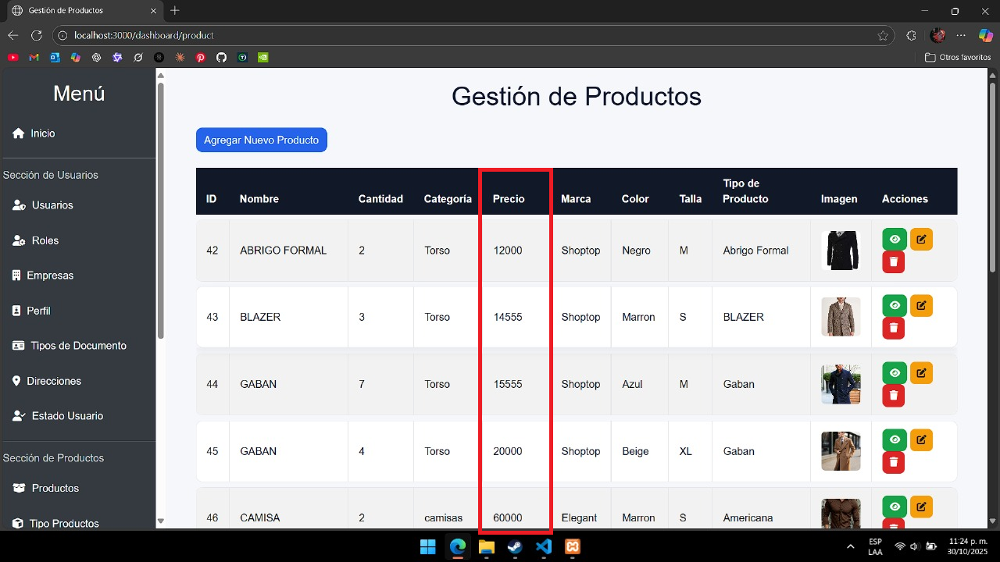 Gestión de Productos
localhost:3000/dashboard/product
Otros favoritos
Menú
Inicio
Sección de Usuarios
Usuarios
Roles
Empresas
Perfil
Tipos de Documento
Direcciones
Estado Usuario
Sección de Productos
Productos
Tipo Productos
Gestión de Productos
Agregar Nuevo Producto
ID Nombre Cantidad Categoría Precio Marca Color Talla Tipo de Producto Imagen Acciones
42 ABRIGO FORMAL 2 Torso 12000 Shoptop Negro M Abrigo Formal
43 BLAZER 3 Torso 14555 Shoptop Marron S BLAZER
44 GABAN 7 Torso 15555 Shoptop Azul M Gaban
45 GABAN 4 Torso 20000 Shoptop Beige XL Gaban
46 CAMISA 2 camisas 60000 Elegant Marron S Americana
ESP
LAA
11:24 p. m.
30/10/2025